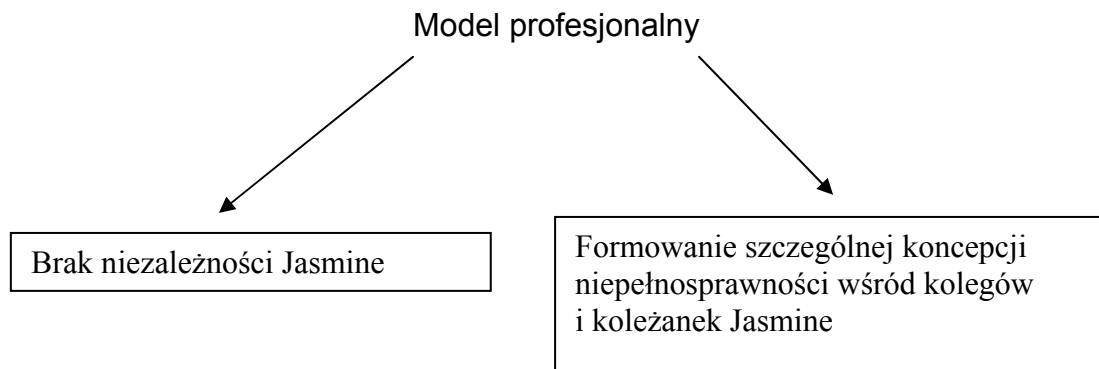 Model profesjonalny
Brak niezależności Jasmine
Formowanie szczególnej koncepcji
niepełnosprawności wśród kolegów
i koleżanek Jasmine